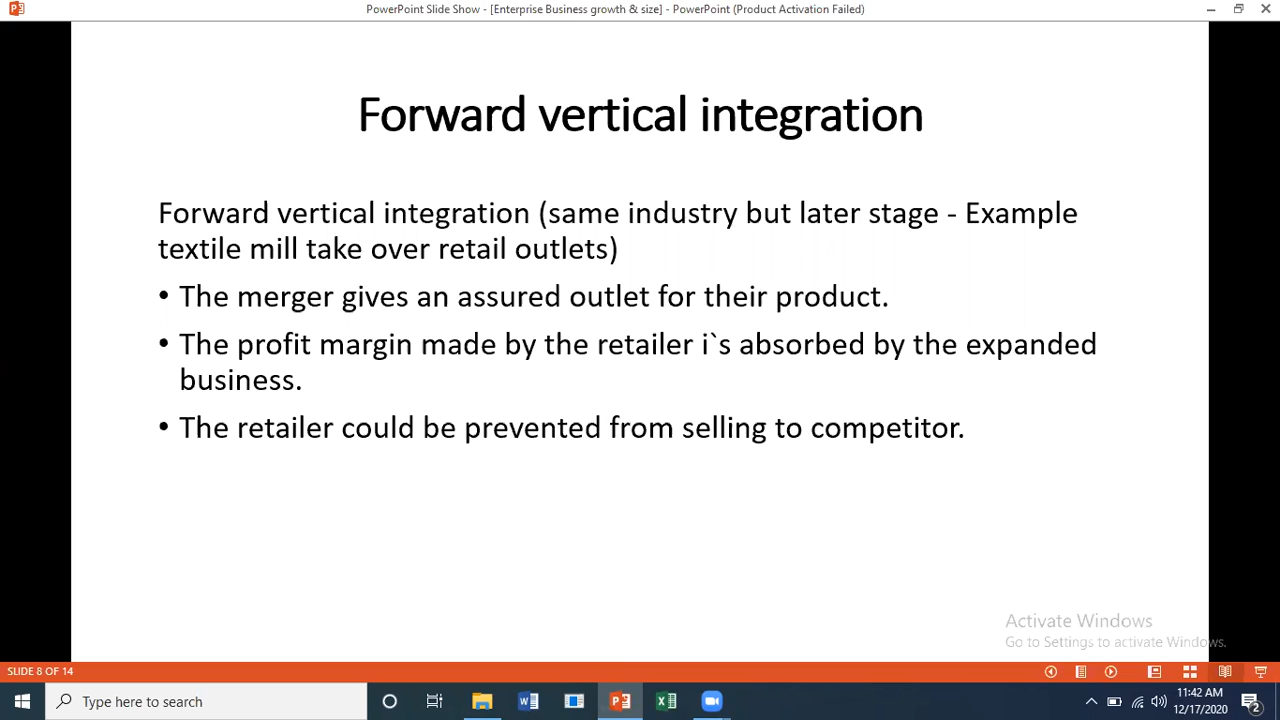 PowerPoint Slide Show - [Enterprise Business growth & size] - PowerPoint (Product Activation Failed)
Forward vertical integration
Forward vertical integration (same industry but later stage - Example
textile mill take over retail outlets)
• The merger gives an assured outlet for their product.
• The profit margin made by the retailer i`s absorbed by the expanded
business.
• The retailer could be prevented from selling to competitor.
Activate Windows
Go to Settings to activate Windows.
SLIDE 8 OF 14
Type here to search
11:42 AM
12/17/2020
2